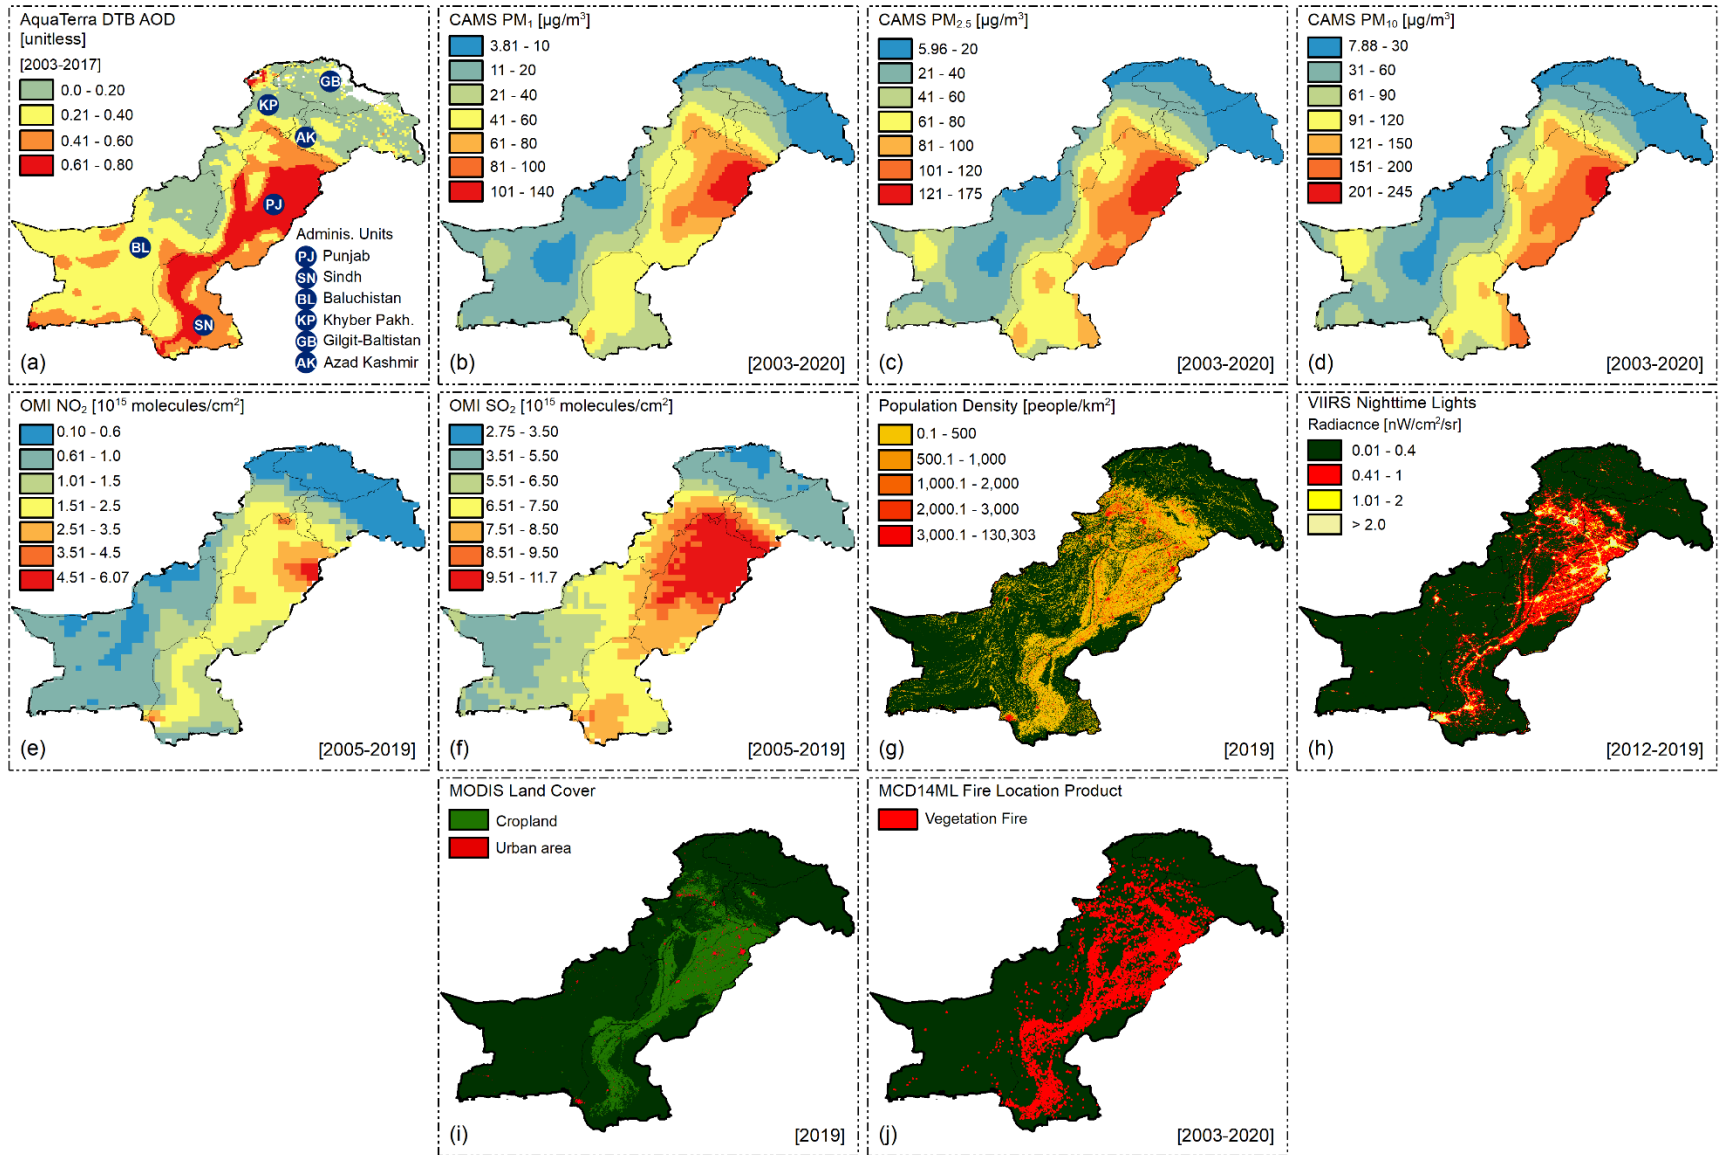 AquaTerra DTB AOD
[unitless]
[2003-2017]
0.0 - 0.20
0.21 - 0.40
0.41 - 0.60
0.61 - 0.80
GB
KP
AK
PJ
BL
SN
Adminis. Units
PJ Punjab
SN Sindh
BL Baluchistan
KP Khyber Pakh.
GB Gilgit-Baltistan
AK Azad Kashmir
(a)
CAMS PM₁ [µg/m³]
3.81 - 10
11 - 20
21 - 40
41 - 60
61 - 80
81 - 100
101 - 140
(b)
[2003-2020]
CAMS PM₂.₅ [µg/m³]
5.96 - 20
21 - 40
41 - 60
61 - 80
81 - 100
101 - 120
121 - 175
(c)
[2003-2020]
CAMS PM₁₀ [µg/m³]
7.88 - 30
31 - 60
61 - 90
91 - 120
121 - 150
151 - 200
201 - 245
(d)
[2003-2020]
OMI NO₂ [10¹⁵ molecules/cm²]
0.10 - 0.6
0.61 - 1.0
1.01 - 1.5
1.51 - 2.5
2.51 - 3.5
3.51 - 4.5
4.51 - 6.07
(e)
[2005-2019]
OMI SO₂ [10¹⁵ molecules/cm²]
2.75 - 3.50
3.51 - 5.50
5.51 - 6.50
6.51 - 7.50
7.51 - 8.50
8.51 - 9.50
9.51 - 11.7
(f)
[2005-2019]
Population Density [people/km²]
0.1 - 500
500.1 - 1,000
1,000.1 - 2,000
2,000.1 - 3,000
3,000.1 - 130,303
(g)
[2019]
VIIRS Nighttime Lights
Radiacnce [nW/cm²/sr]
0.01 - 0.4
0.41 - 1
1.01 - 2
> 2.0
(h)
[2012-2019]
MODIS Land Cover
Cropland
Urban area
(i)
[2019]
MCD14ML Fire Location Product
Vegetation Fire
(j)
[2003-2020]